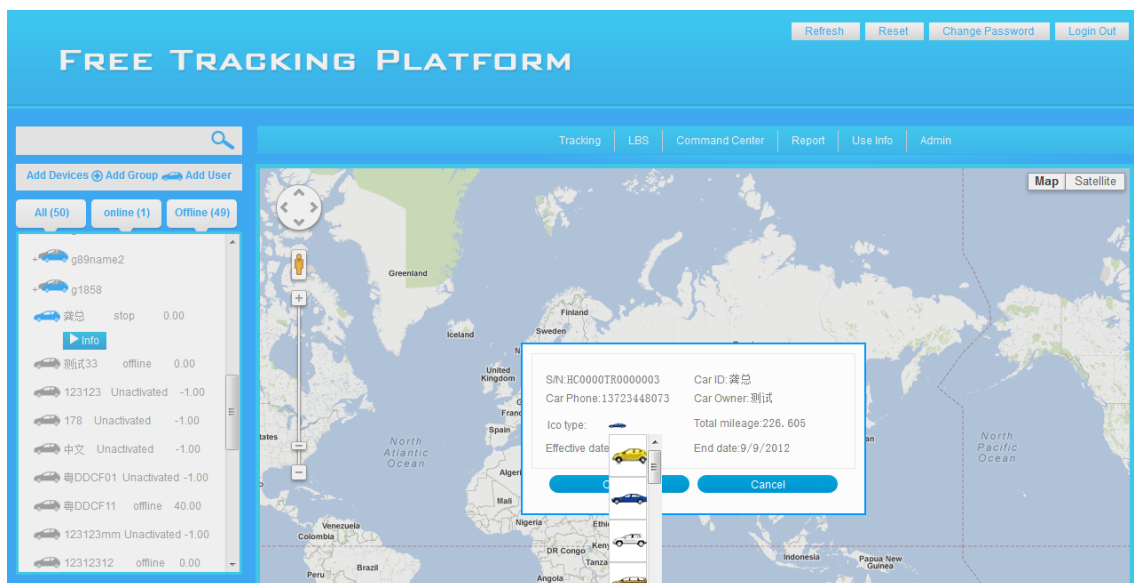 Refresh Reset Change Password Login Out
FREE TRACKING PLATFORM
Tracking LBS Command Center Report Use Info Admin
Add Devices Add Group Add User
All (50) online (1) Offline (49)
g89name2
g1858
龚总 stop 0.00
Info
测试33 offline 0.00
123123 Unactivated -1.00
178 Unactivated -1.00
中文 Unactivated -1.00
粤DDCF01 Unactivated -1.00
粤DDCF11 offline 40.00
123123mm Unactivated -1.00
12312312 offline 0.00
Map Satellite
Greenland
Finland
Iceland
Sweden
United
Kingdom
Spain
North
Atlantic
Ocean
Mali
Nigeria
Venezuela
Colombia
DR Congo
Angola
Peru
Brazil
Indonesia
Papua New
Guinea
North
Pacific
Ocean
S/N:HC0000TR0000003 Car ID:龚总
Car Phone:13723448073 Car Owner:测试
Ico type: Total mileage:226. 605
Effective date End date:9/9/2012
Cancel